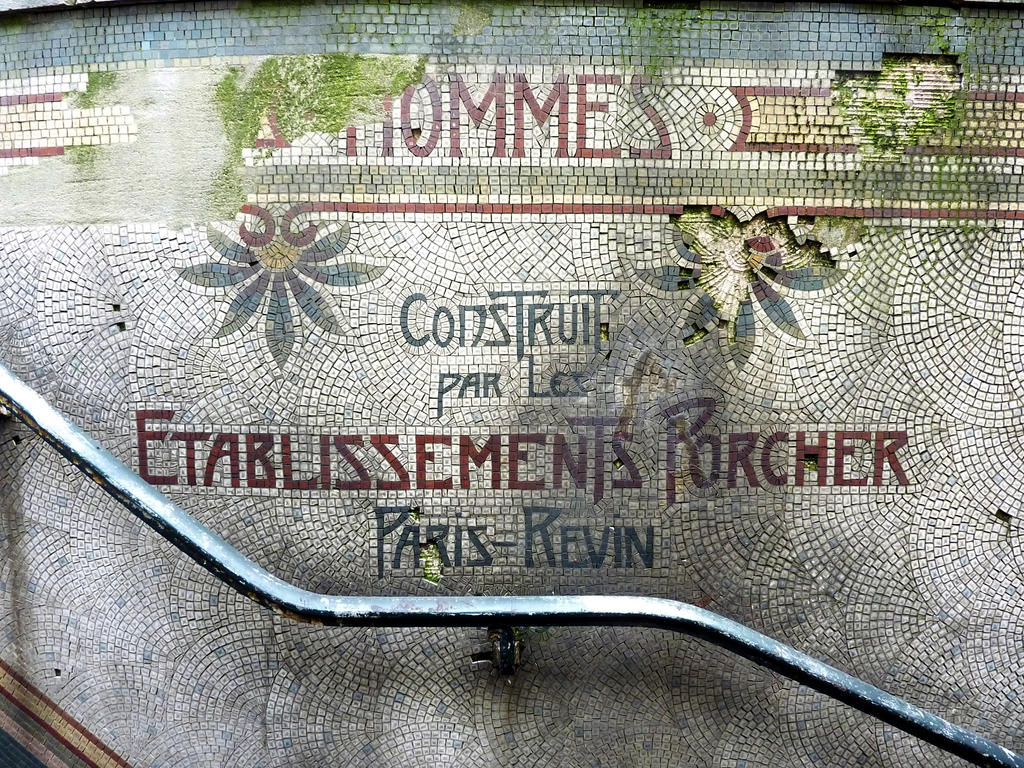 HOMMES
CONSTRUIT
PAR LES
ETABLISSEMENTS PORCHER
PARIS-REVIN